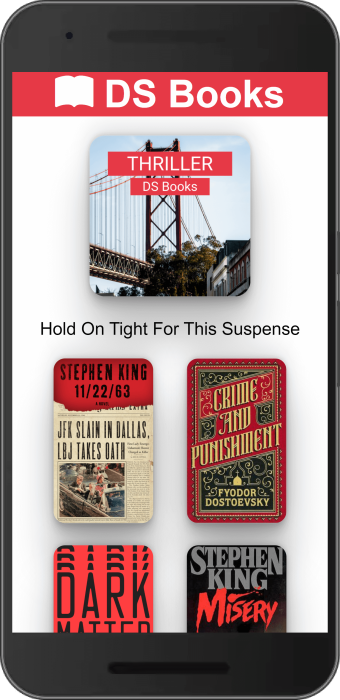 DS Books
THRILLER
DS Books
Hold On Tight For This Suspense
STEPHEN KING
11/22/63
JFK SLAIN IN DALLAS,
LBJ TAKES OATH
CRIME
AND
PUNISHMENT
FYODOR
DOSTOEVSKY
DARK
MATTER
STEPHEN
KING
MISERY